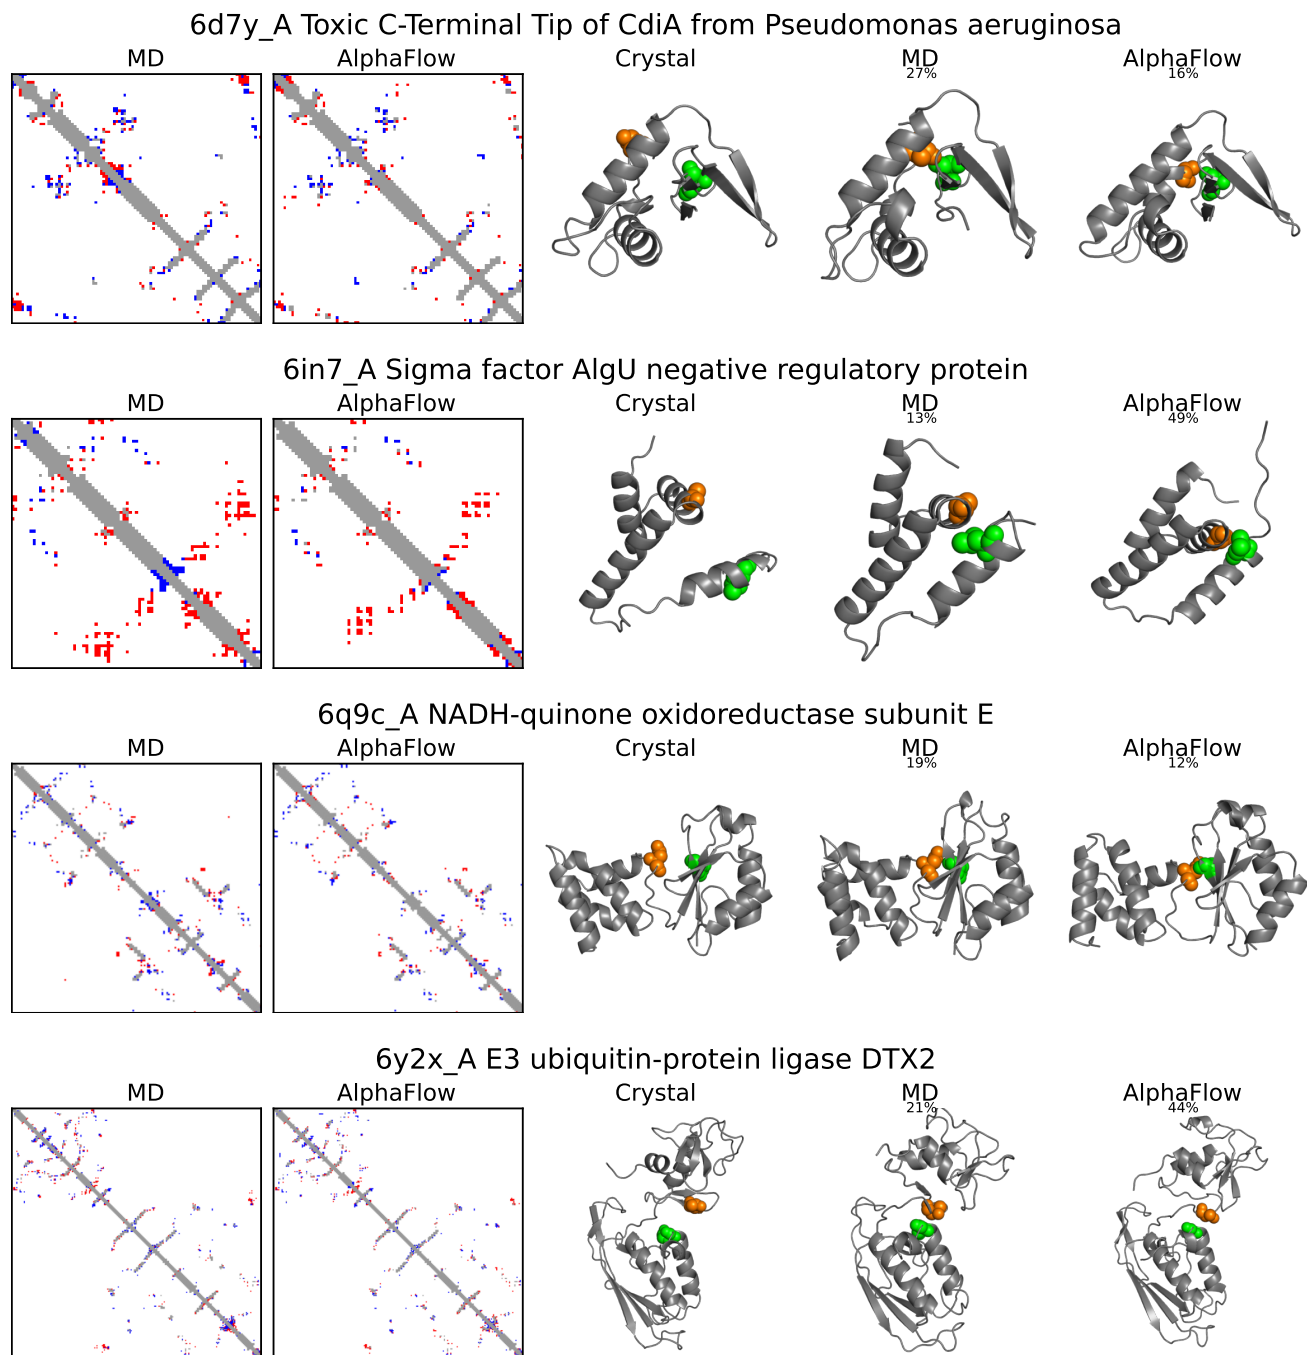 6d7y_A Toxic C-Terminal Tip of CdiA from Pseudomonas aeruginosa
MD AlphaFlow Crystal MD AlphaFlow
27% 16%
6in7_A Sigma factor AlgU negative regulatory protein
MD AlphaFlow Crystal MD AlphaFlow
13% 49%
6q9c_A NADH-quinone oxidoreductase subunit E
MD AlphaFlow Crystal MD AlphaFlow
19% 12%
6y2x_A E3 ubiquitin-protein ligase DTX2
MD AlphaFlow Crystal MD AlphaFlow
21% 44%